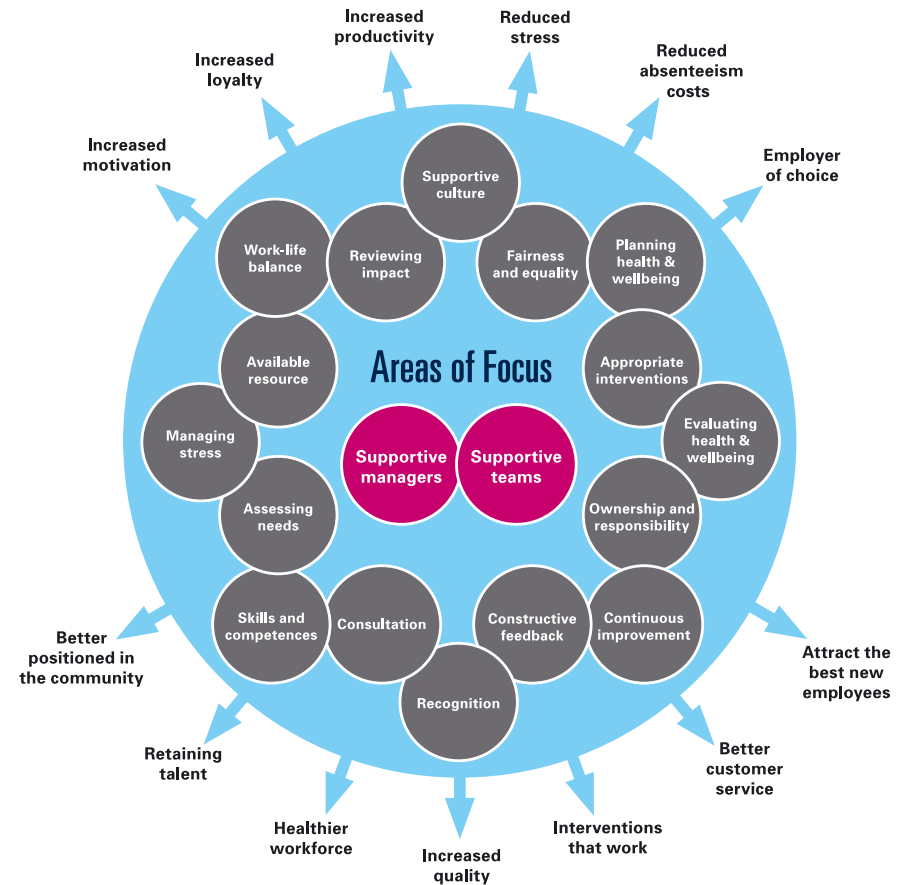 Increased
productivity
Reduced
stress
Increased
loyalty
Reduced
absenteeism
costs
Increased
motivation
Employer
of choice
Supportive
culture
Work-life
balance
Reviewing
impact
Fairness
and equality
Planning
health &
wellbeing
Areas of Focus
Available
resource
Appropriate
interventions
Managing
stress
Supportive
managers
Supportive
teams
Evaluating
health &
wellbeing
Assessing
needs
Ownership and
responsibility
Skills and
competences
Consultation
Constructive
feedback
Continuous
improvement
Recognition
Better
positioned in
the community
Attract the
best new
employees
Retaining
talent
Better
customer
service
Healthier
workforce
Interventions
that work
Increased
quality